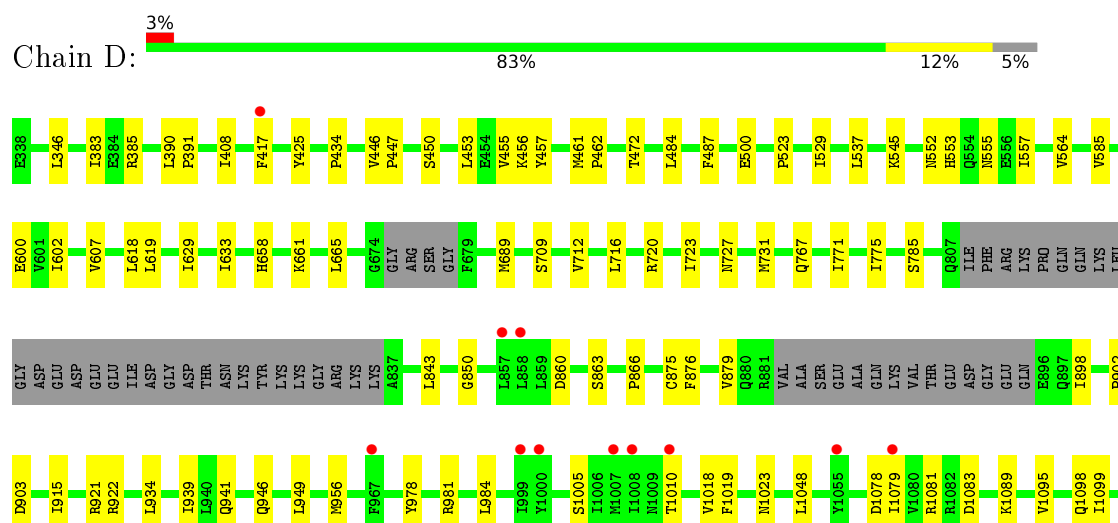 3%
Chain D:
83% 12% 5%
E338 L346 I383 E384 R385 L390 P391 I408 F417 Y425 P434 V446 P447 S450 L453 E454 V455 K456 Y457 M461 P462 T472 L484 F487 E500 P523 I529 L537 K545 N552 H553 Q554 N555 E556 I557 V564 V585
E600 V601 I602 V607 L618 L619 I629 I633 H658 K661 L665 G674 GLY ARG SER GLY F679 M689 S709 V712 L716 R720 I723 N727 M731 Q767 I771 I775 S785 Q807 ILE PHE ARG LYS PRO GLN GLN LYS LEU
GLY ASP GLU ASP GLU GLU ILE ASP GLY ASP THR ASN LYS TYR LYS LYS GLY ARG LYS LYS A837 L843 G850 L857 L858 L859 D860 S863 P866 C875 F876 V879 Q880 R881 VAL ALA SER GLU ALA GLN LYS VAL THR GLU ASP GLY GLU GLN E896 Q897 I898
D903 I915 R921 R922 L934 I939 L940 Q941 Q946 L949 M956 F967 Y978 R981 L984 I999 Y1000 S1005 I1006 M1007 I1008 N1009 T1010 V1018 F1019 N1023 L1048 Y1055 D1078 I1079 V1080 R1081 R1082 D1083 K1089 V1095 Q1098 I1099